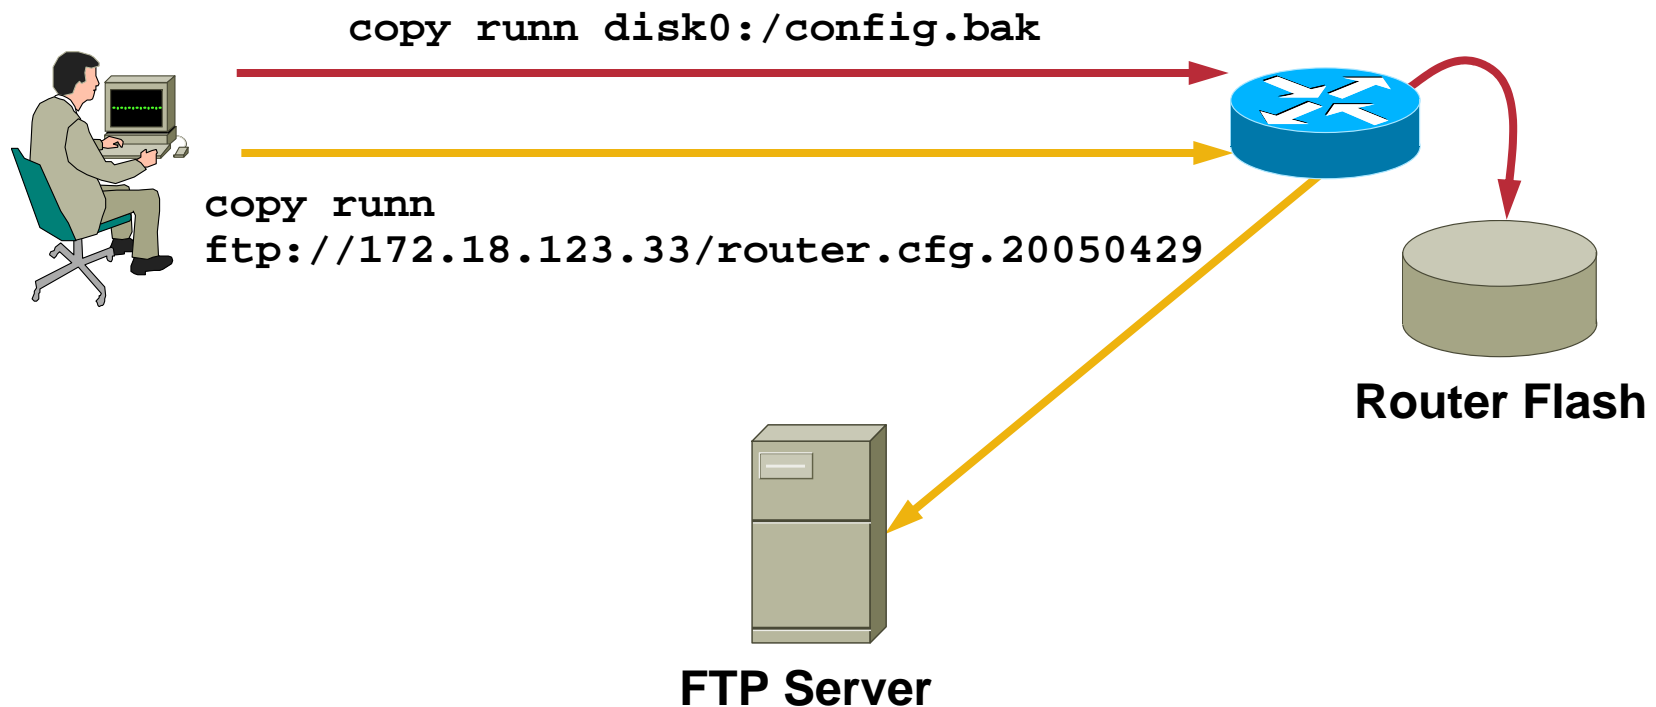 copy runn disk0:/config.bak
copy runn
ftp://172.18.123.33/router.cfg.20050429
Router Flash
FTP Server